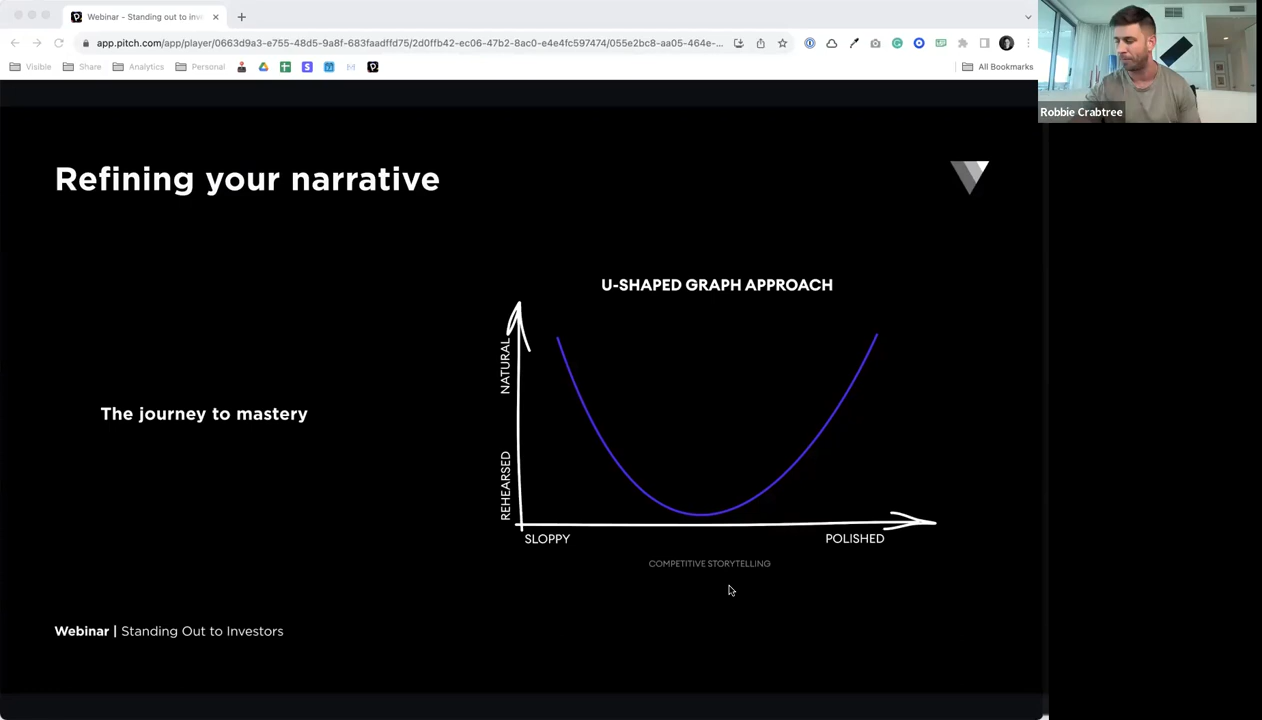 Webinar - Standing out to inv
app.pitch.com/app/player/0663d9a3-e755-48d5-9a8f-683faadffd75/2d0ffb42-ec06-47b2-8ac0-e4e4fc597474/055e2bc8-aa05-464e-...
Visible
Share
Analytics
Personal
All Bookmarks
Robbie Crabtree
Refining your narrative
U-SHAPED GRAPH APPROACH
NATURAL
The journey to mastery
REHEARSED
SLOPPY
POLISHED
COMPETITIVE STORYTELLING
Webinar | Standing Out to Investors